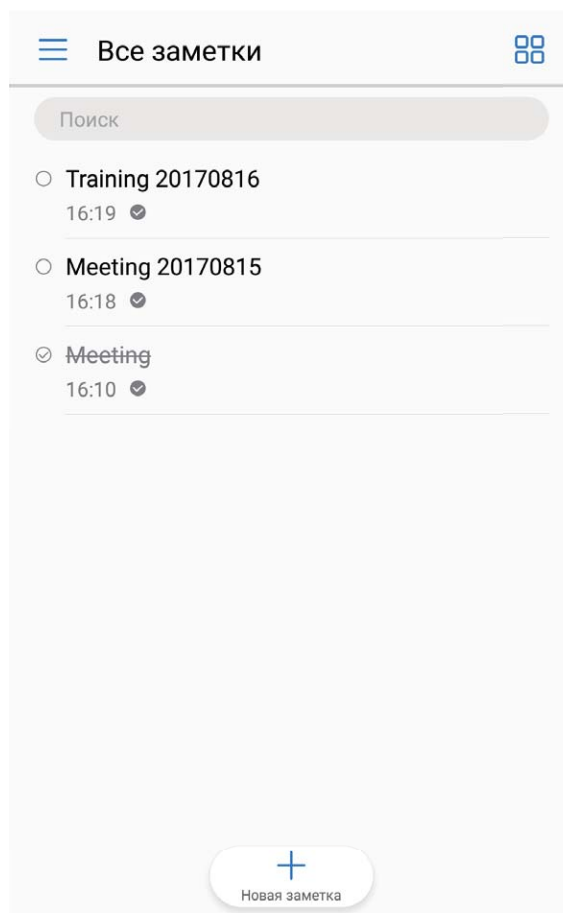 Все заметки
Поиск
Training 20170816
16:19
Meeting 20170815
16:18
Meeting
16:10
Новая заметка